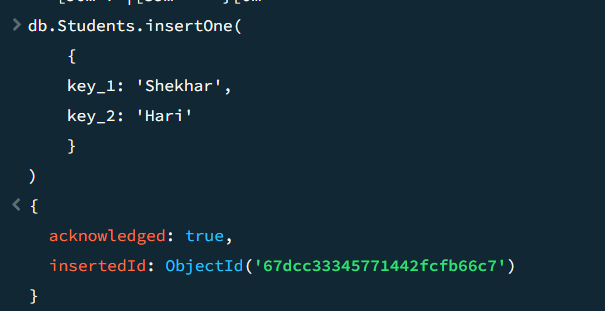 > db.Students.insertOne(
{
key_1: 'Shekhar',
key_2: 'Hari'
}
)
< {
acknowledged: true,
insertedId: ObjectId('67dcc33345771442fcfb66c7')
}